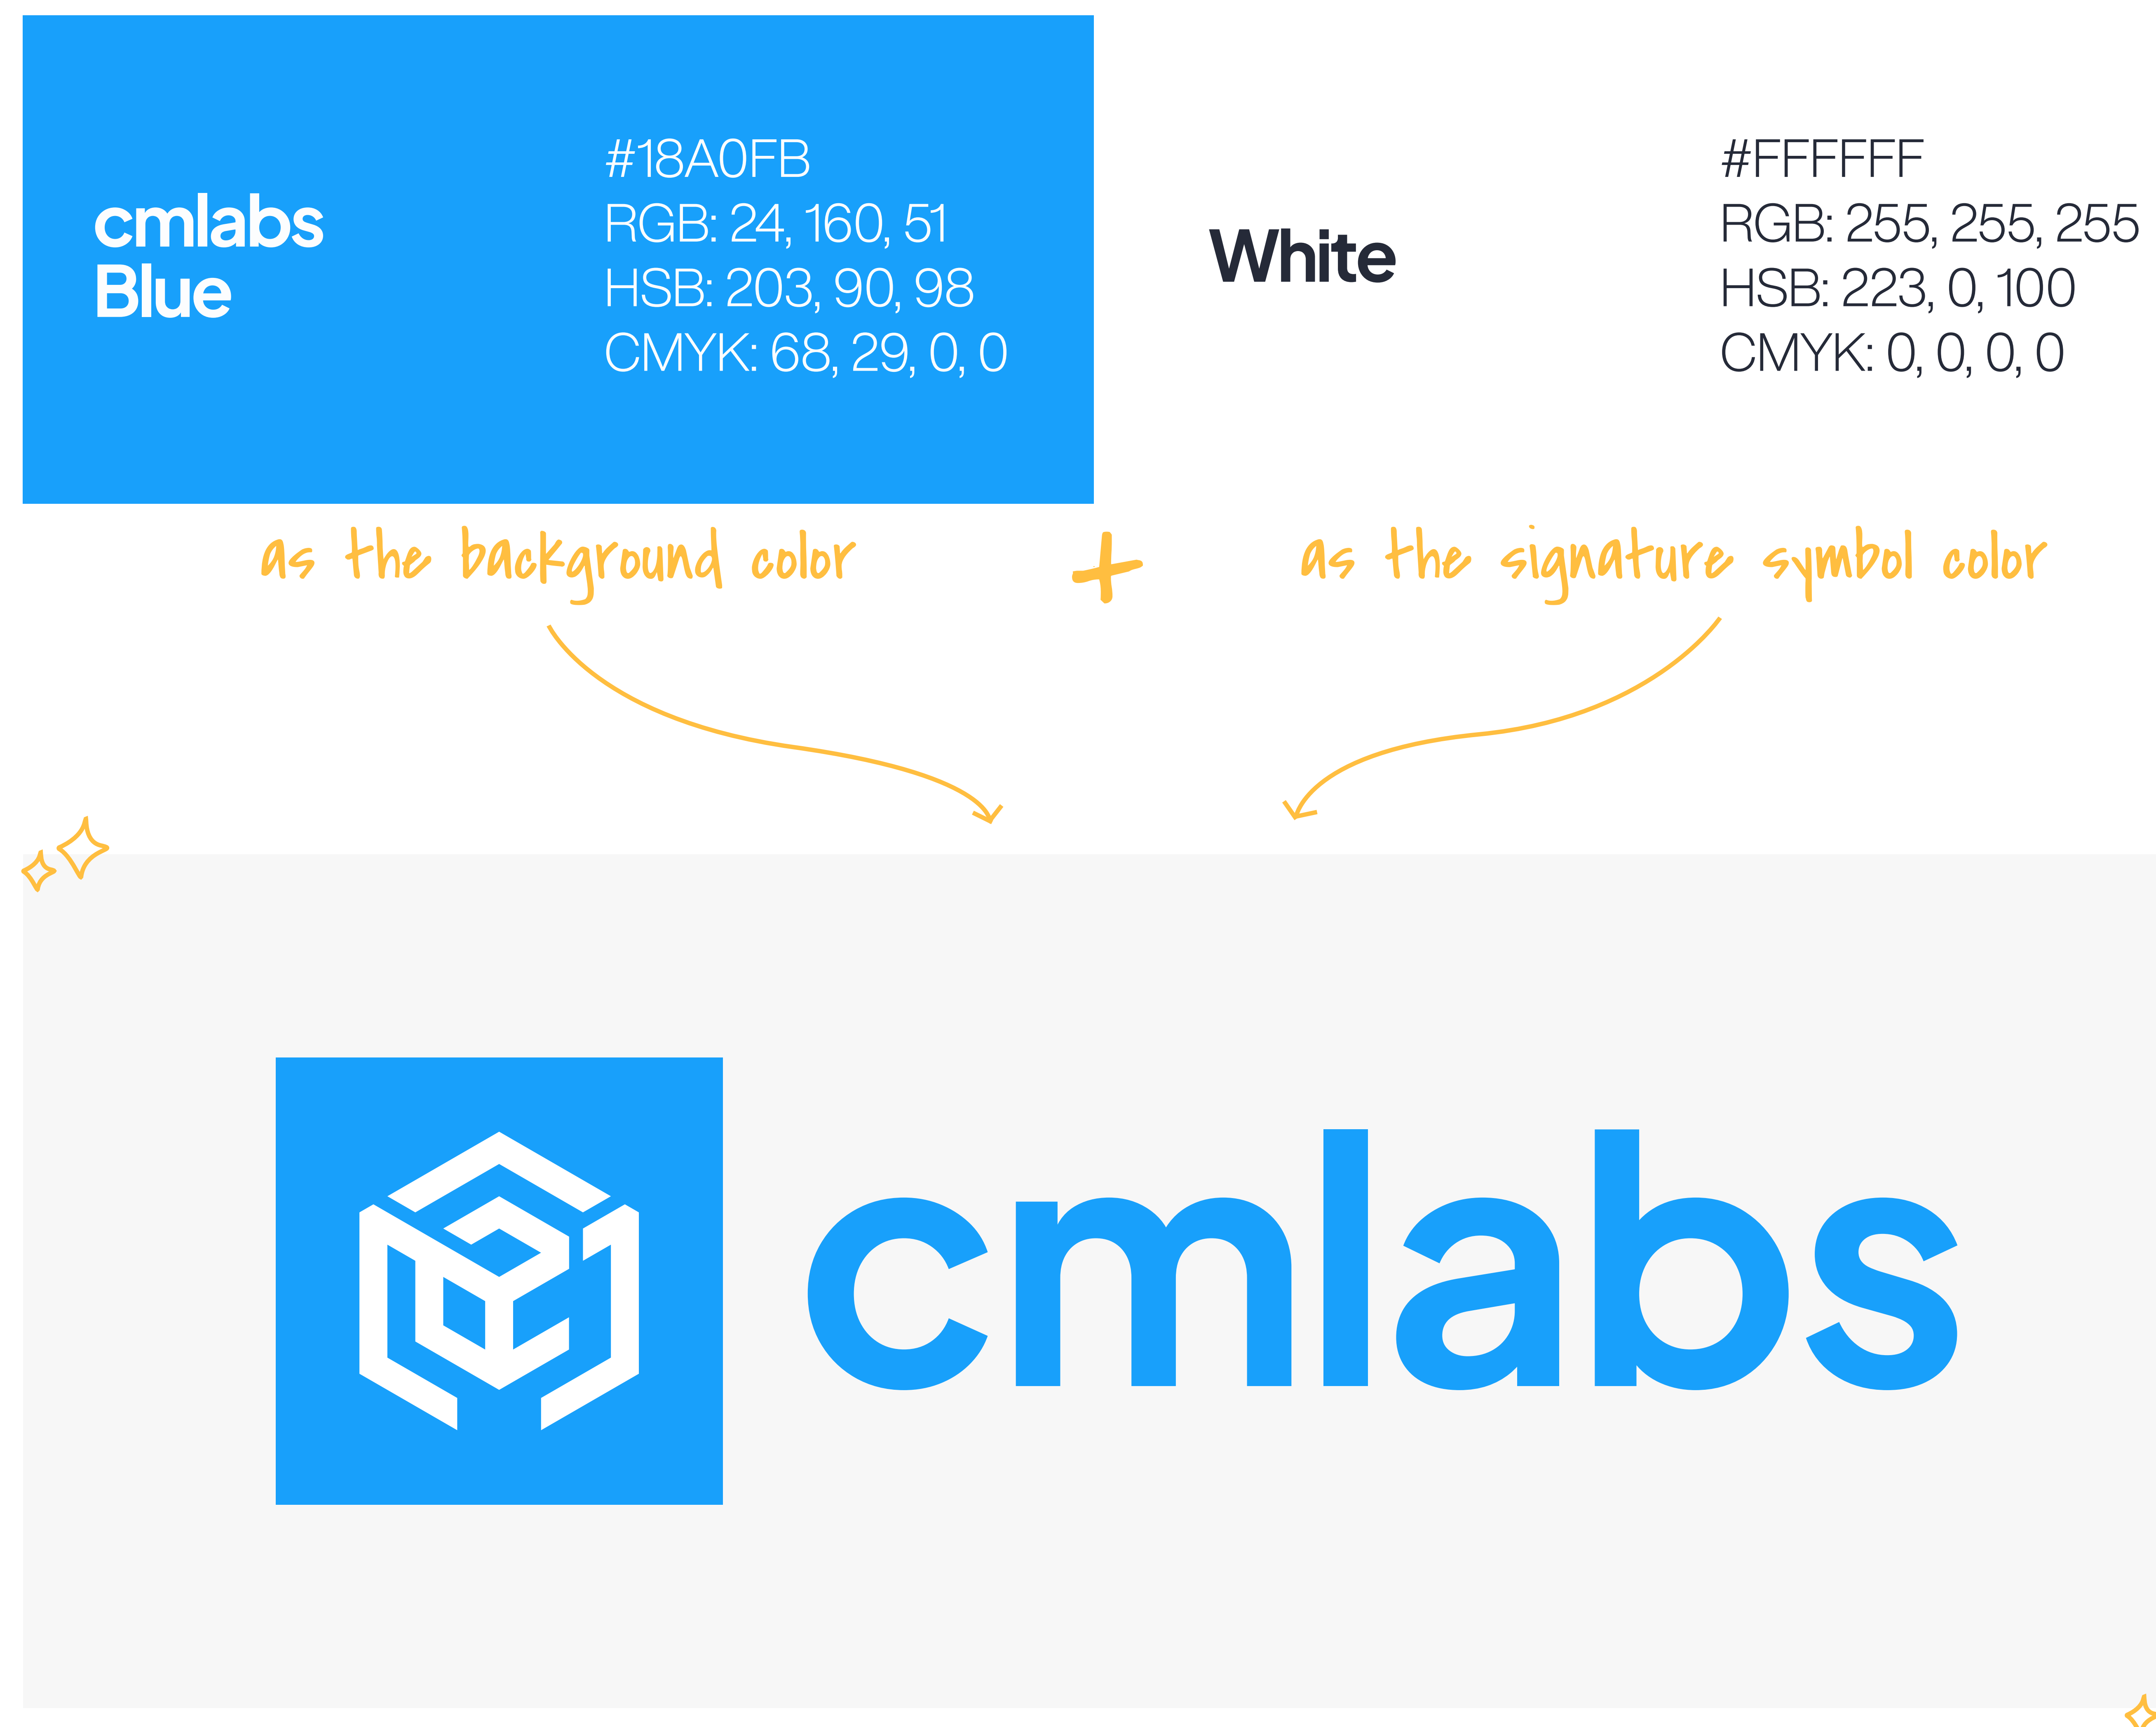 cmlabs
Blue
#18A0FB
RGB: 24, 160, 51
HSB: 203, 90, 98
CMYK: 68, 29, 0, 0
White
#FFFFFF
RGB: 255, 255, 255
HSB: 223, 0, 100
CMYK: 0, 0, 0, 0
as the background color
+
as the signature symbol color
cmlabs